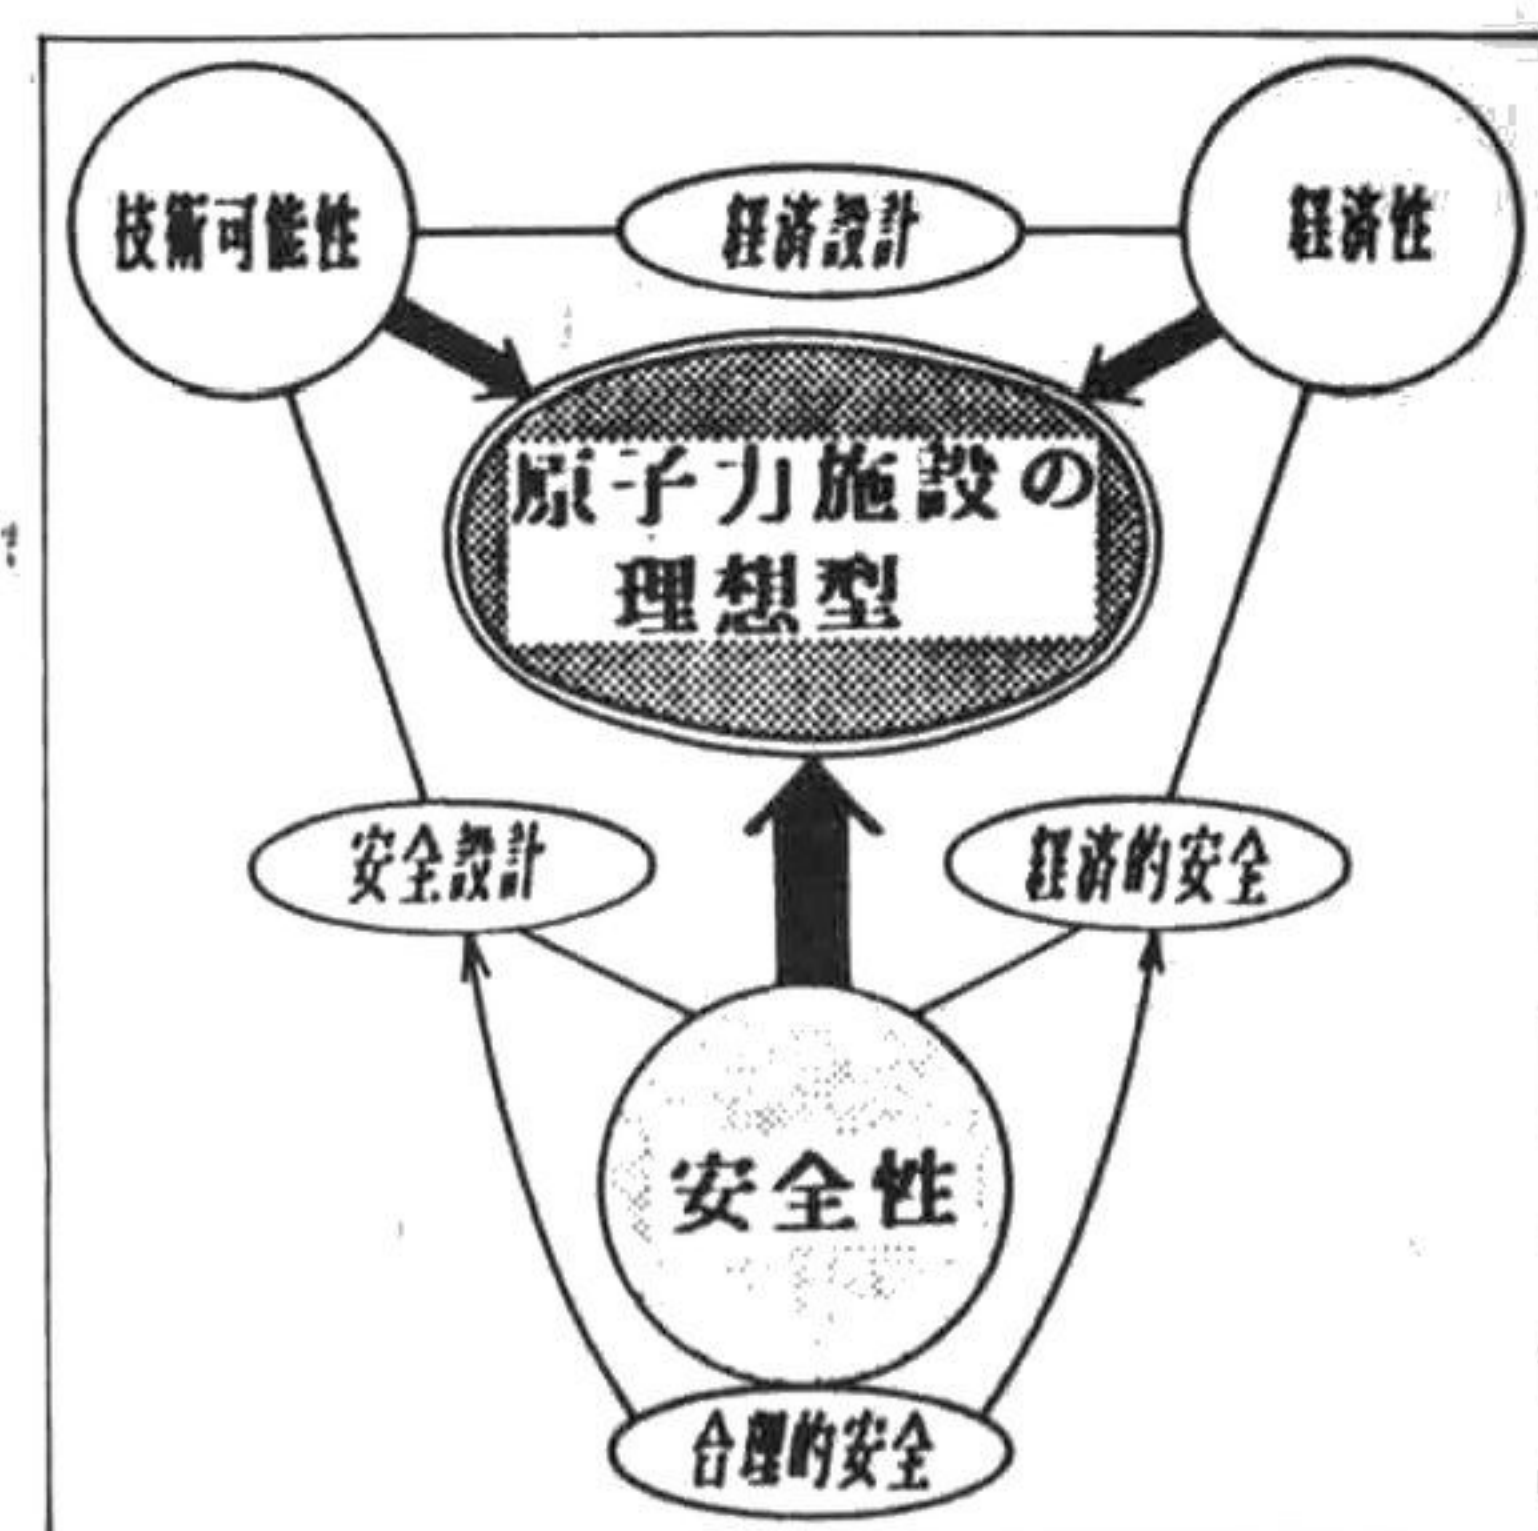 技術可能性
経済設計
経済性
原子力施設の
理想型
安全設計
経済的安全
安全性
合理的安全